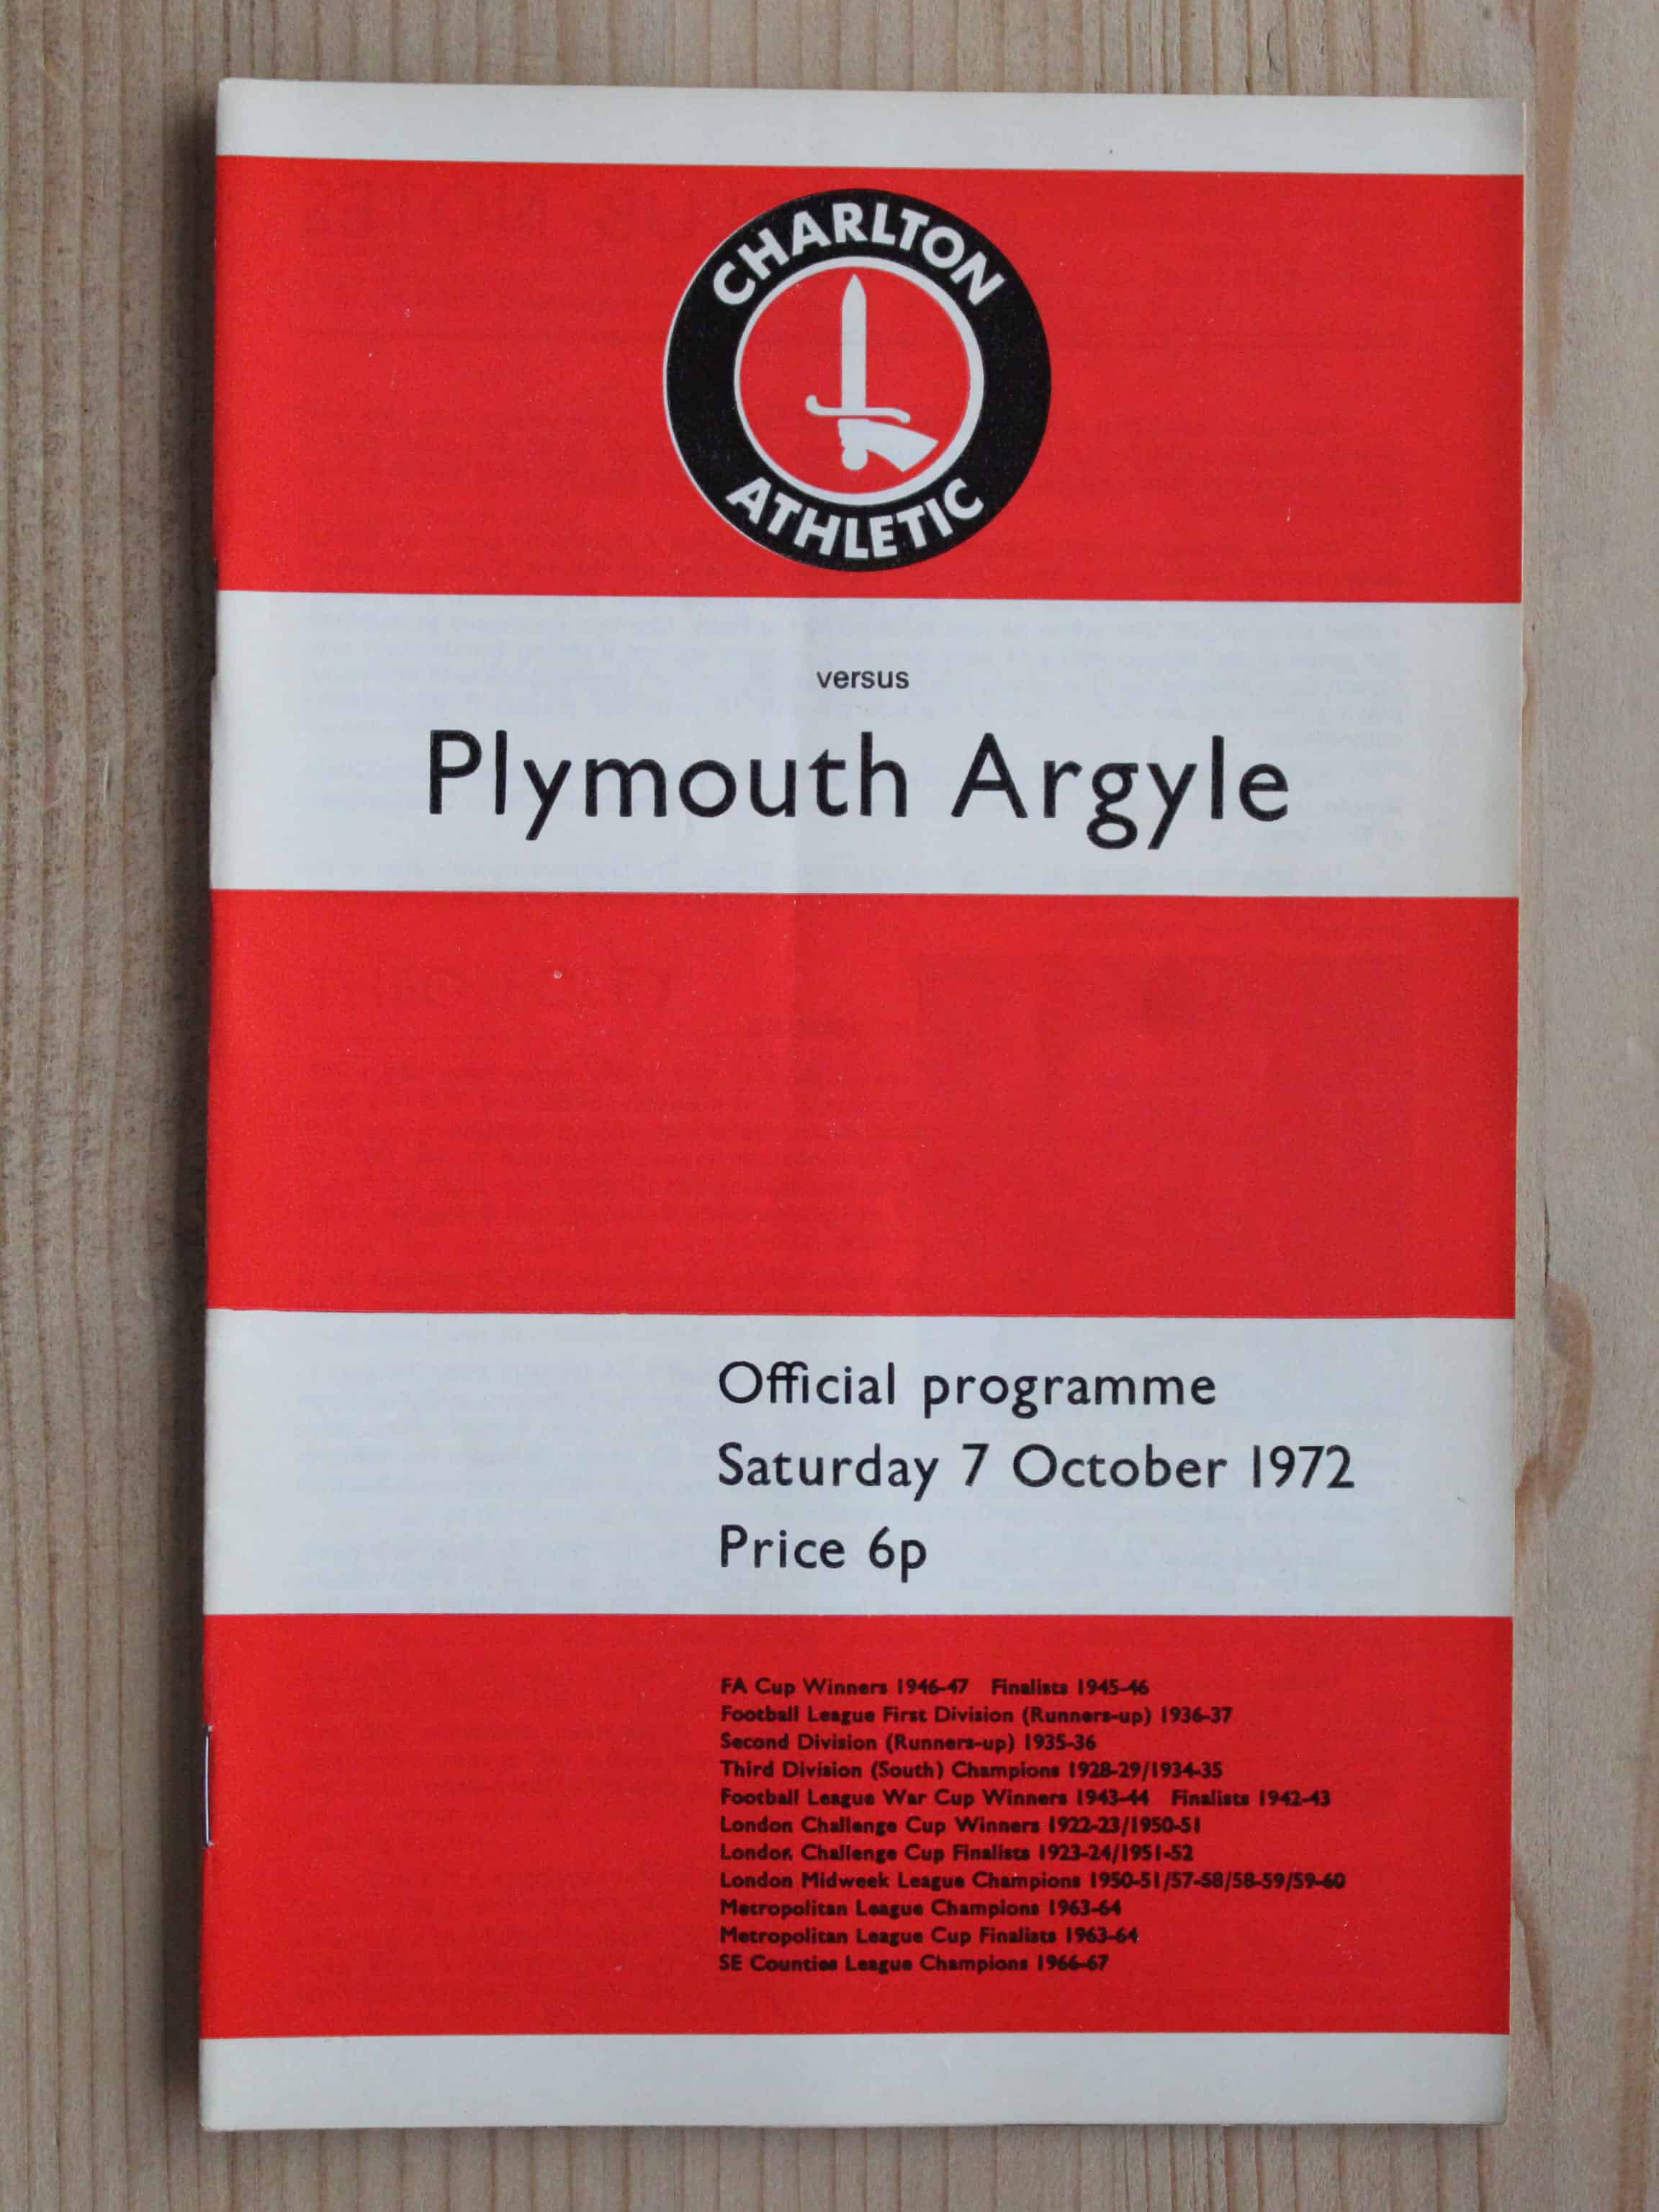 CHARLTON
ATHLETIC
versus
Plymouth Argyle
Official programme
Saturday 7 October 1972
Price 6p
FA Cup Winners 1946-47 Finalists 1945-46
Football League First Division (Runners-up) 1936-37
Second Division (Runners-up) 1935-36
Third Division (South) Champions 1928-29/1934-35
Football League War Cup Winners 1943-44 Finalists 1942-43
London Challenge Cup Winners 1922-23/1950-51
London Challenge Cup Finalists 1923-24/1951-52
London Midweek League Champions 1950-51/57-58/58-59/59-60
Metropolitan League Champions 1963-64
Metropolitan League Cup Finalists 1963-64
SE Counties League Champions 1966-67